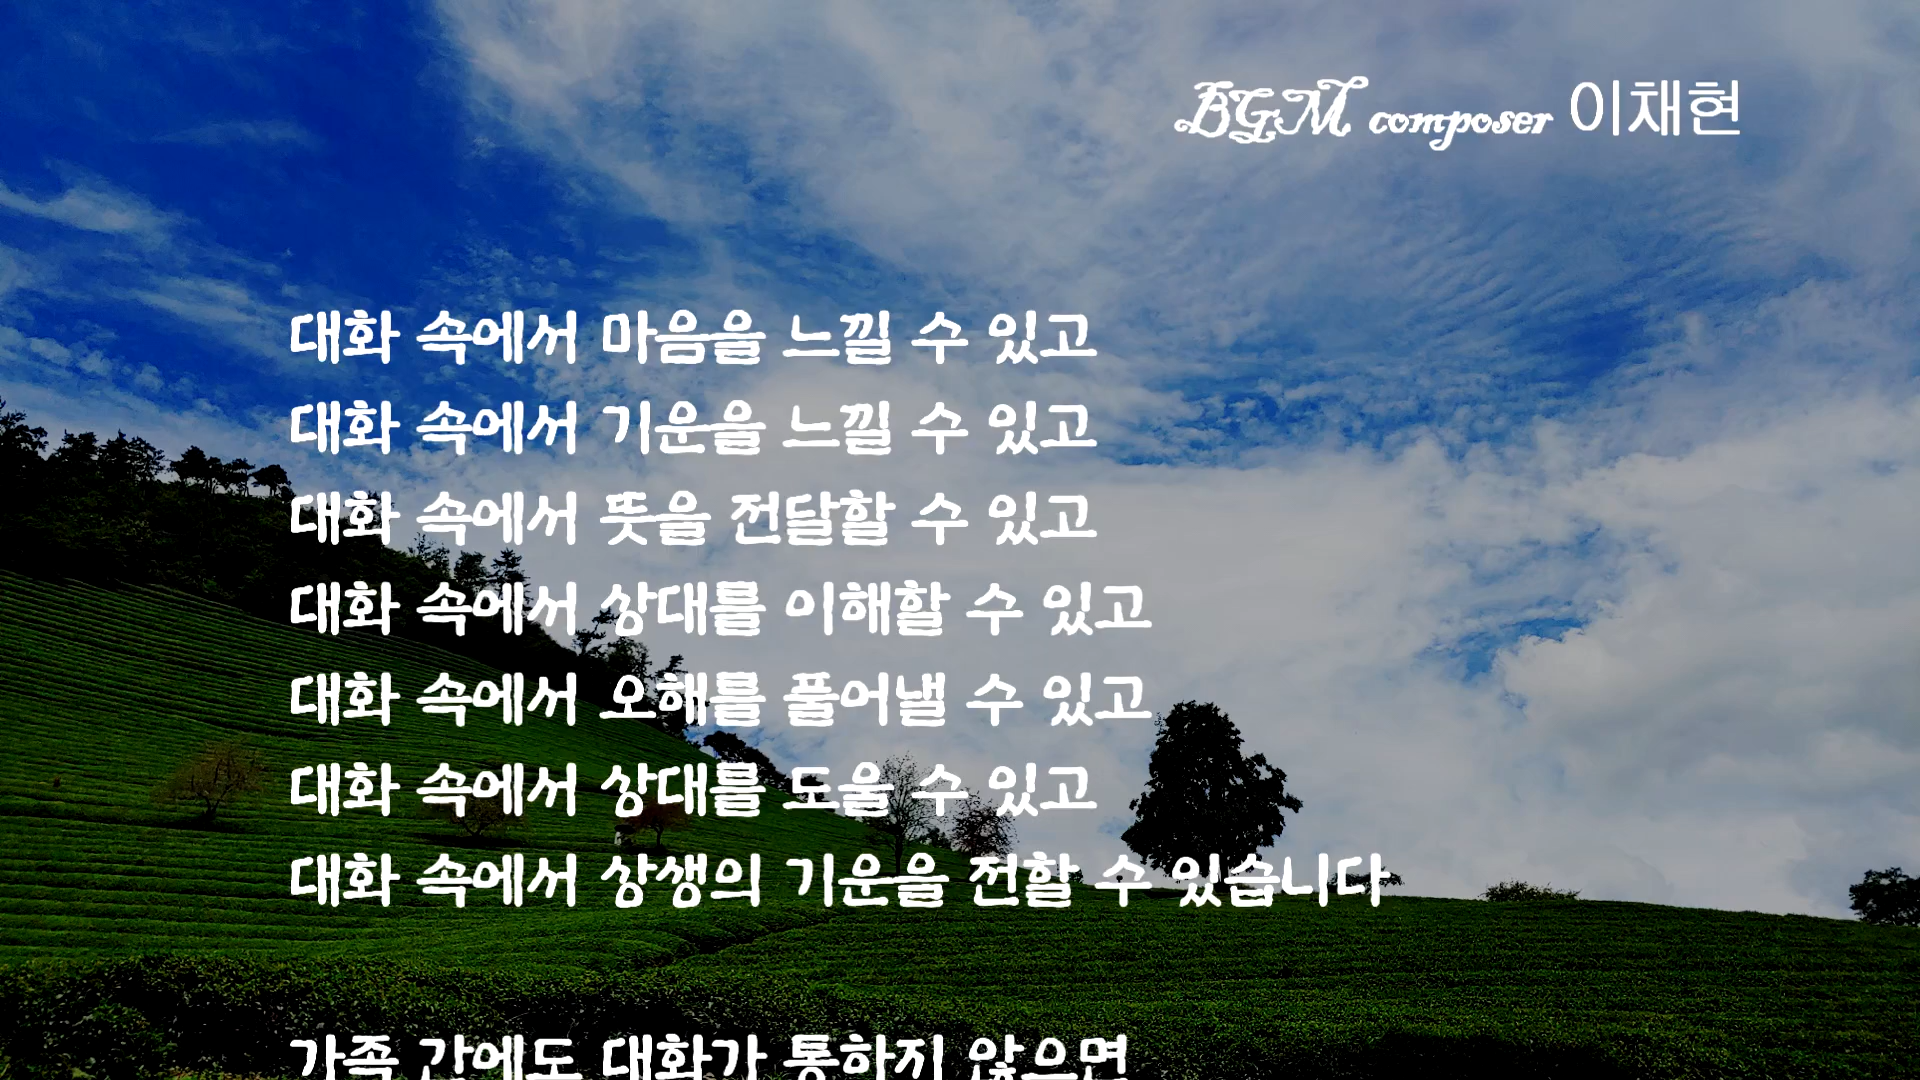 BGM composer 이채현
대화 속에서 마음을 느낄 수 있고
대화 속에서 기운을 느낄 수 있고
대화 속에서 뜻을 전달할 수 있고
대화 속에서 상대를 이해할 수 있고
대화 속에서 오해를 풀어낼 수 있고
대화 속에서 상대를 도울 수 있고
대화 속에서 상생의 기운을 전할 수 있습니다
가족 간에도 대화가 통하지 않으면